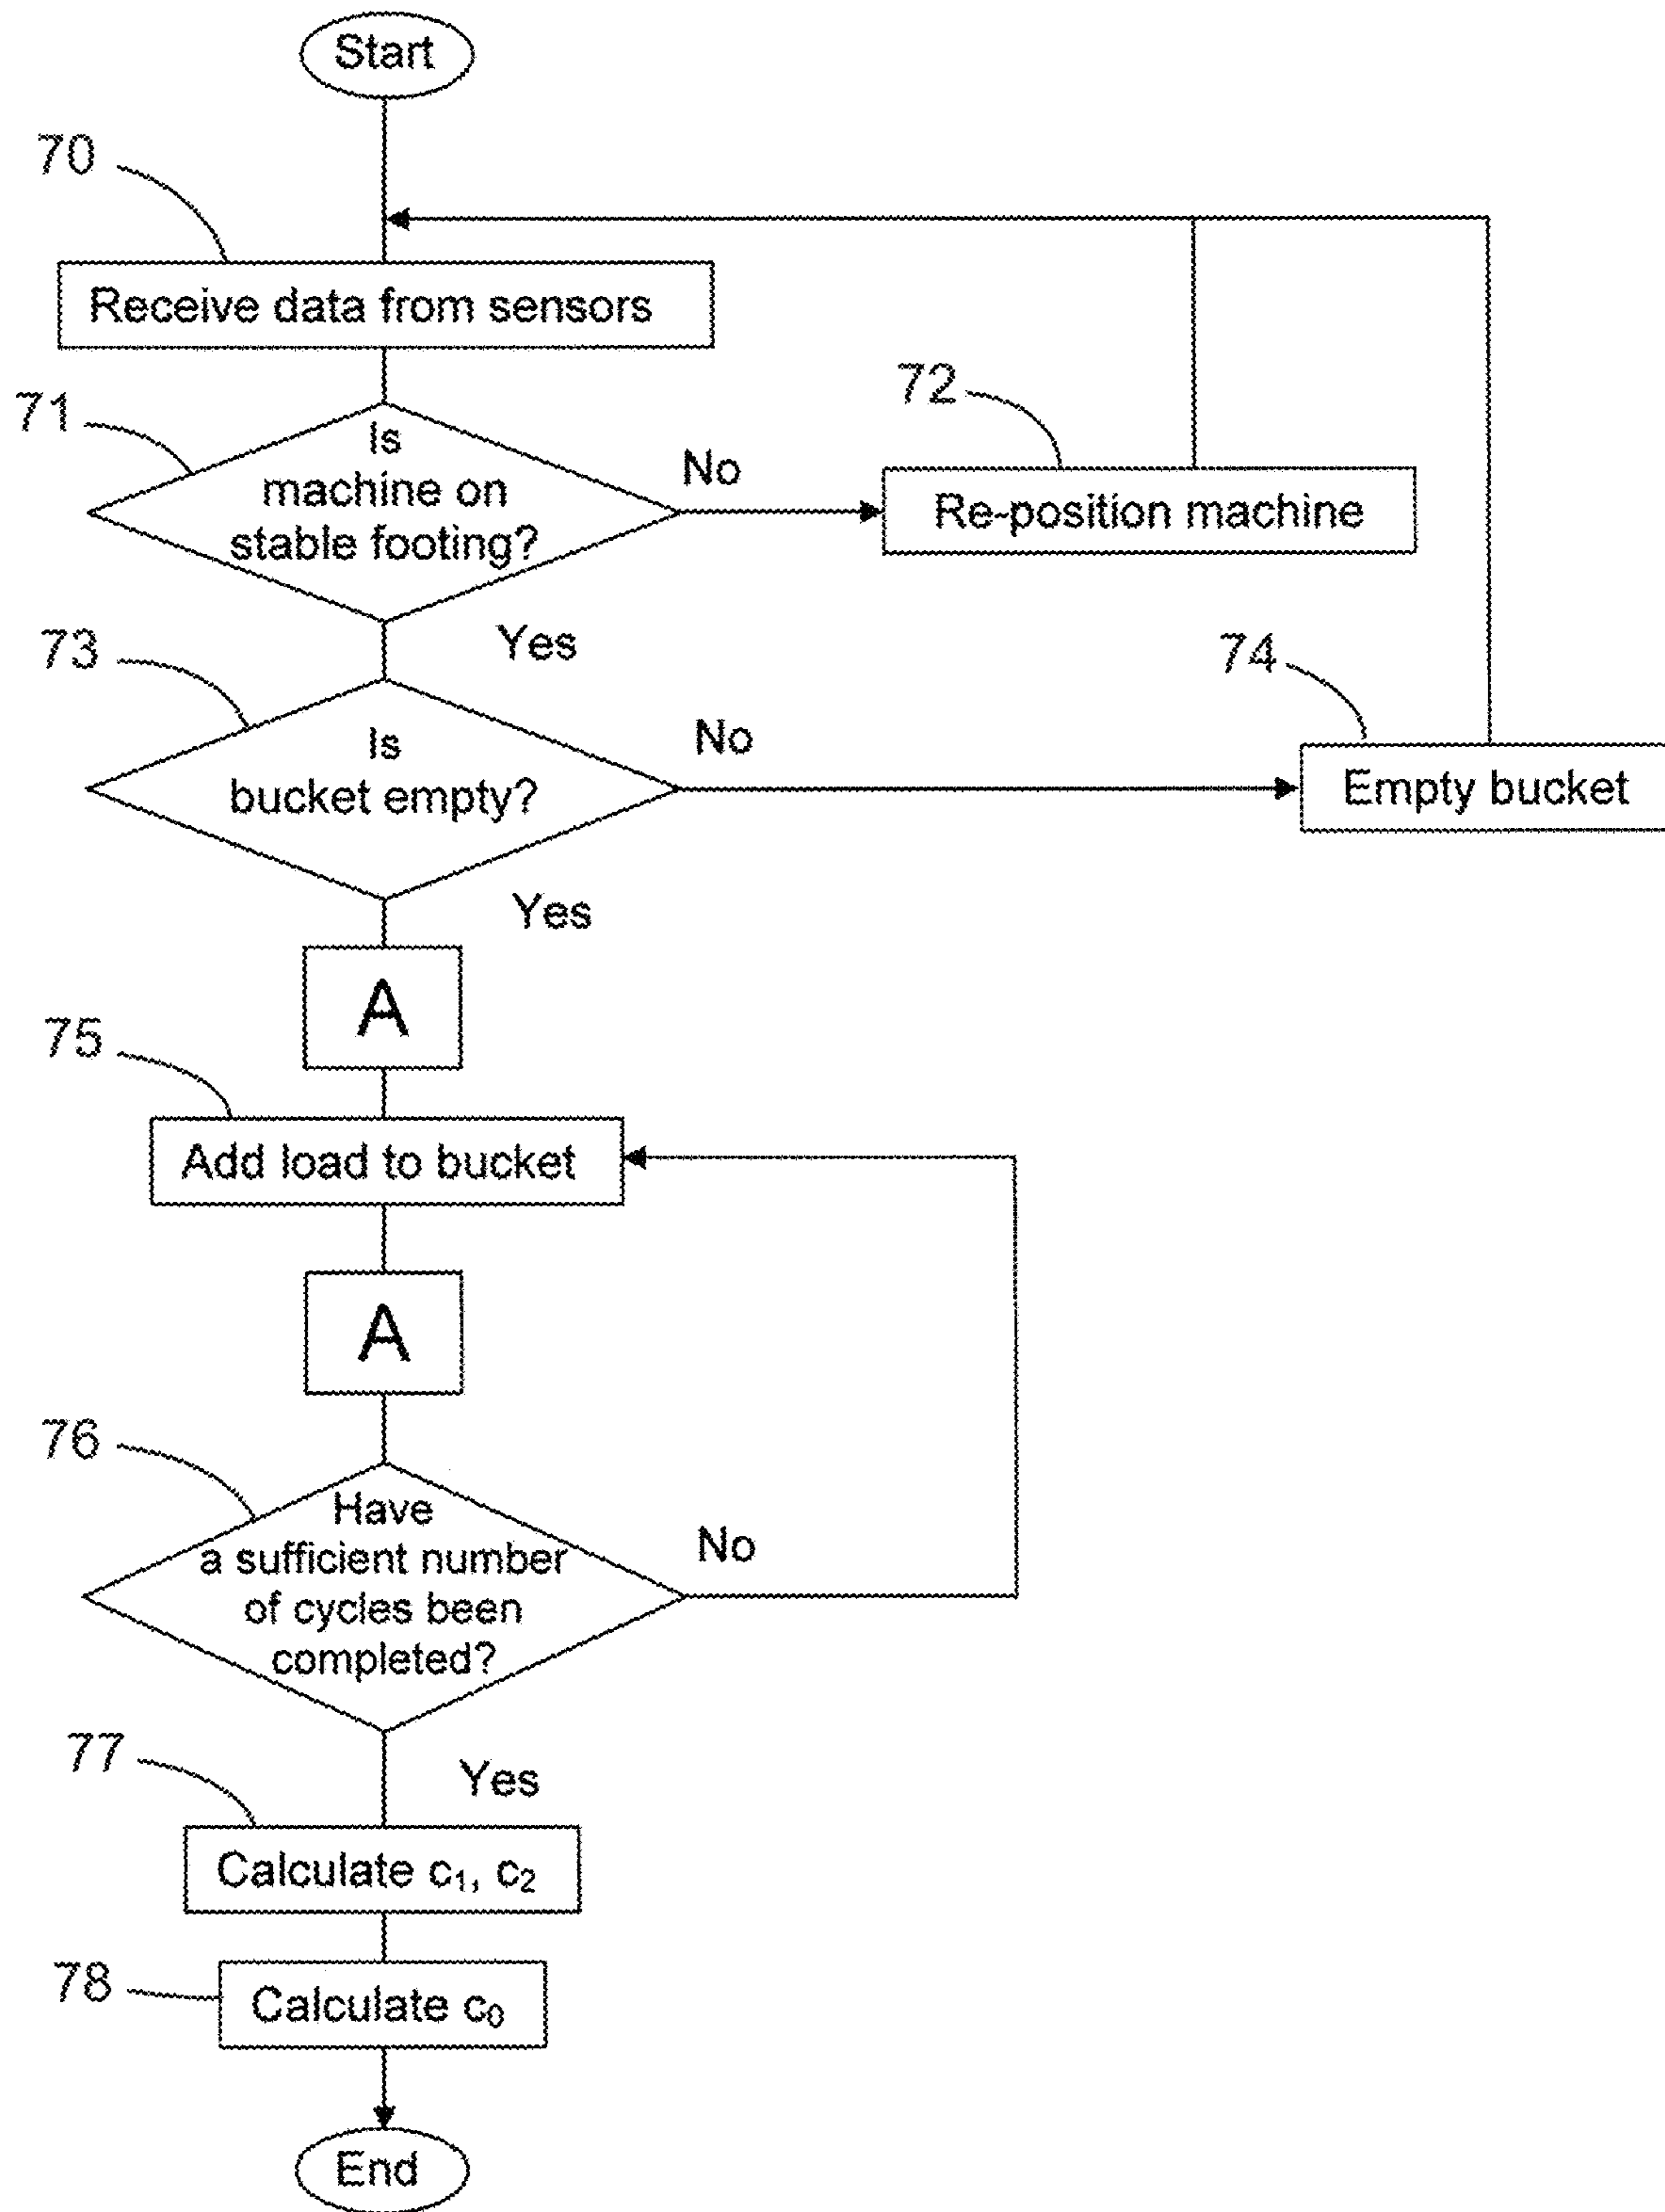 Start
70
Receive data from sensors
71
Is
machine on
stable footing?
No
72
Re-position machine
Yes
73
Is
bucket empty?
No
74
Empty bucket
Yes
A
75
Add load to bucket
A
76
Have
a sufficient number
of cycles been
completed?
No
Yes
77
Calculate c₁, c₂
78
Calculate c₀
End